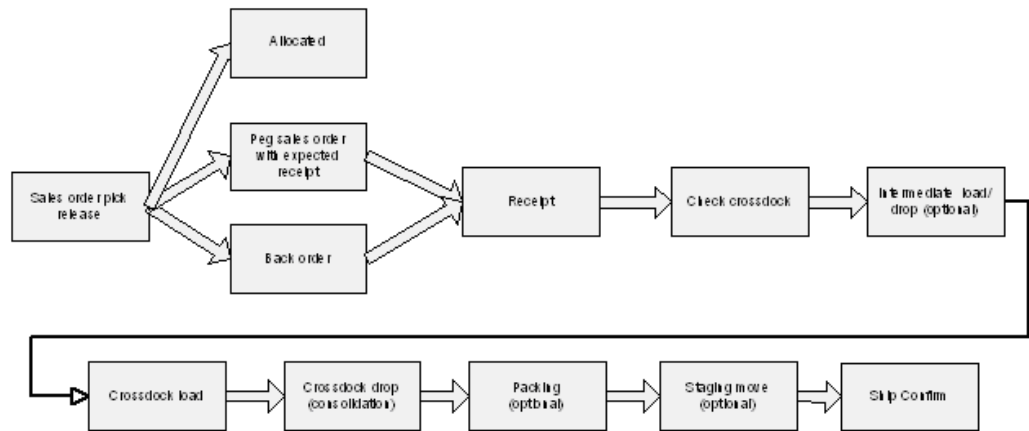 Allocated
Peg sales order
with expected
receipt
Sales order pick
release
Back order
Receipt
Check crossdock
Intermediate load/
drop (optional)
Crossdock load
Crossdock drop
(consolidation)
Packing
(optional)
Staging move
(optional)
Ship Confirm